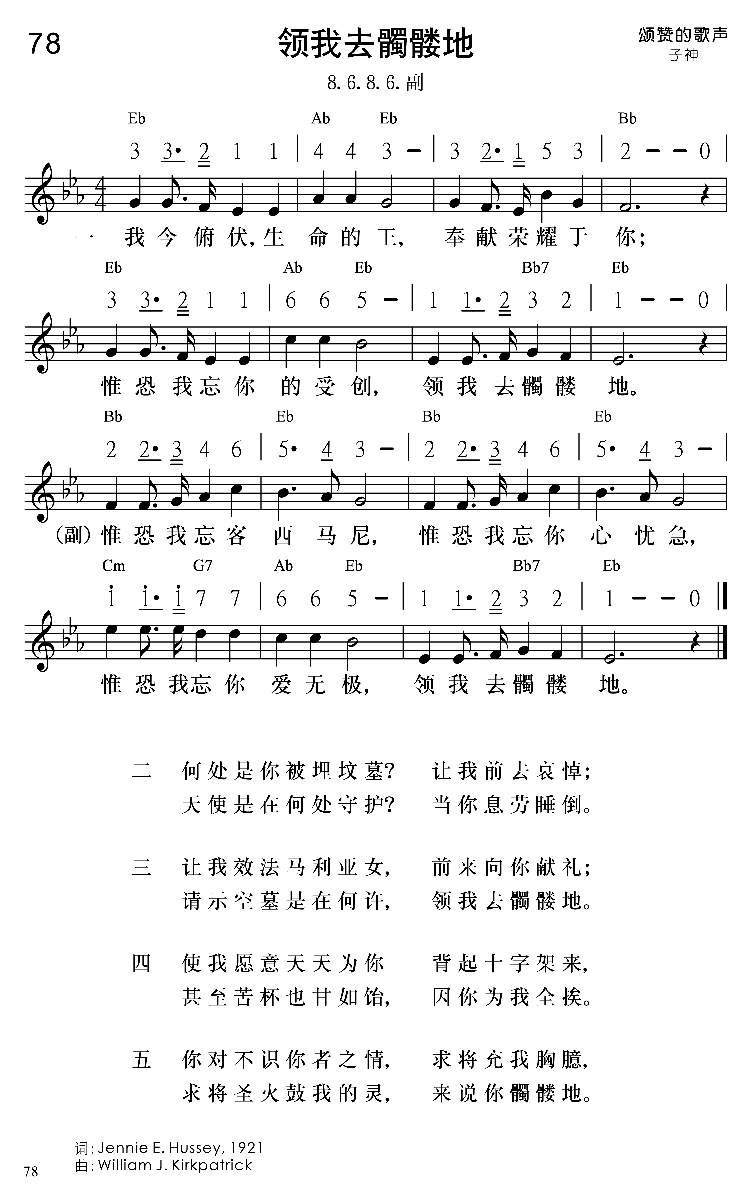 78
领我去髑髅地
颂赞的歌声
子神
8. 6. 8. 6. 副
Eb Ab Eb Bb
3 3• 2 1 1 | 4 4 3 – | 3 2• 1 5 3 | 2 – – 0
一 我今俯伏,生 命的王, 奉献荣耀于 你;
Eb Ab Eb Bb7 Eb
3 3• 2 1 1 | 6 6 5 – | 1 1• 2 3 2 | 1 – – 0
惟恐我忘你 的受创, 领我去髑髅 地。
Bb Eb Bb Eb
2 2• 3 4 6 | 5• 4 3 – | 2 2• 3 4 6 | 5• 4 3 –
(副) 惟恐我忘客 西马尼, 惟恐我忘你 心忧急,
Cm G7 Ab Eb Bb7 Eb
i i• i 7 7 | 6 6 5 – | 1 1• 2 3 2 | 1 – – 0
惟恐我忘你 爱无极, 领我去髑髅 地。
二 何处是你被埋坟墓? 让我前去哀悼;
天使是在何处守护? 当你息劳睡倒。
三 让我效法马利亚女, 前来向你献礼;
请示空墓是在何许, 领我去髑髅地。
四 使我愿意天天为你 背起十字架来,
甚至苦杯也甘如饴, 因你为我全挨。
五 你对不识你者之情, 求将充我胸臆,
求将圣火鼓我的灵, 来说你髑髅地。
词: Jennie E. Hussey, 1921
曲: William J. Kirkpatrick
78